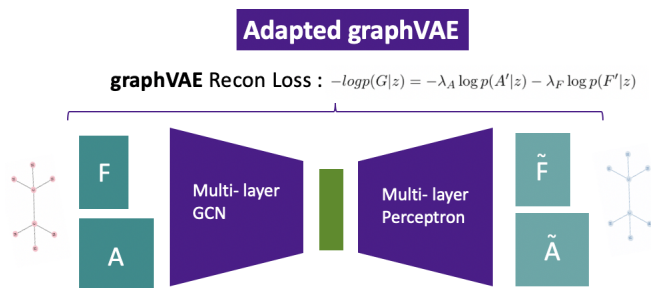 Adapted graphVAE
graphVAE Recon Loss : −logp(G|z) = −λ_A log p(A′|z) − λ_F log p(F′|z)
F
A
Multi- layer
GCN
Multi- layer
Perceptron
F̃
Ã